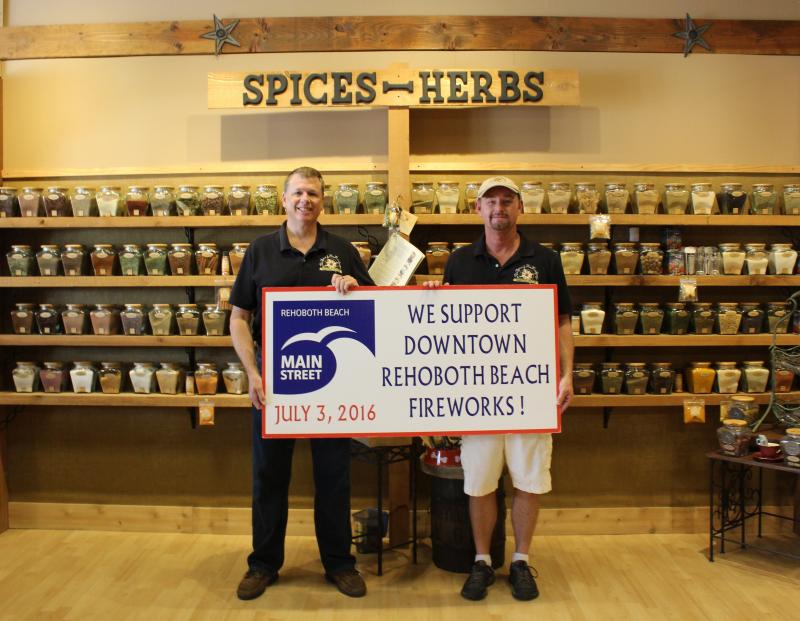 SPICES HERBS
REHOBOTH BEACH
MAIN
STREET
JULY 3, 2016
WE SUPPORT
DOWNTOWN
REHOBOTH BEACH
FIREWORKS !